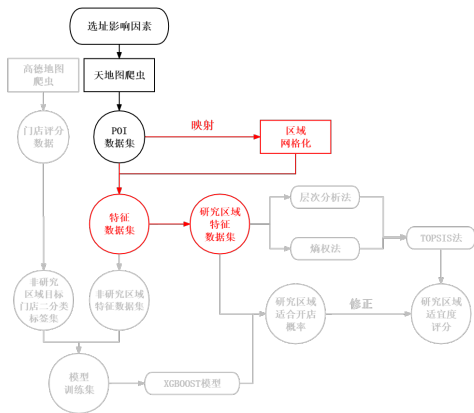 选址影响因素
高德地图
爬虫
天地图爬虫
门店评分
数据
POI
数据集
映射
区域
网格化
特征
数据集
研究区域
特征
数据集
层次分析法
熵权法
TOPSIS法
非研究
区域目标
门店二分类
标签集
非研究区域
特征数据集
研究区域
适合开店
概率
修正
研究区域
适宜度
评分
模型
训练集
XGBOOST模型